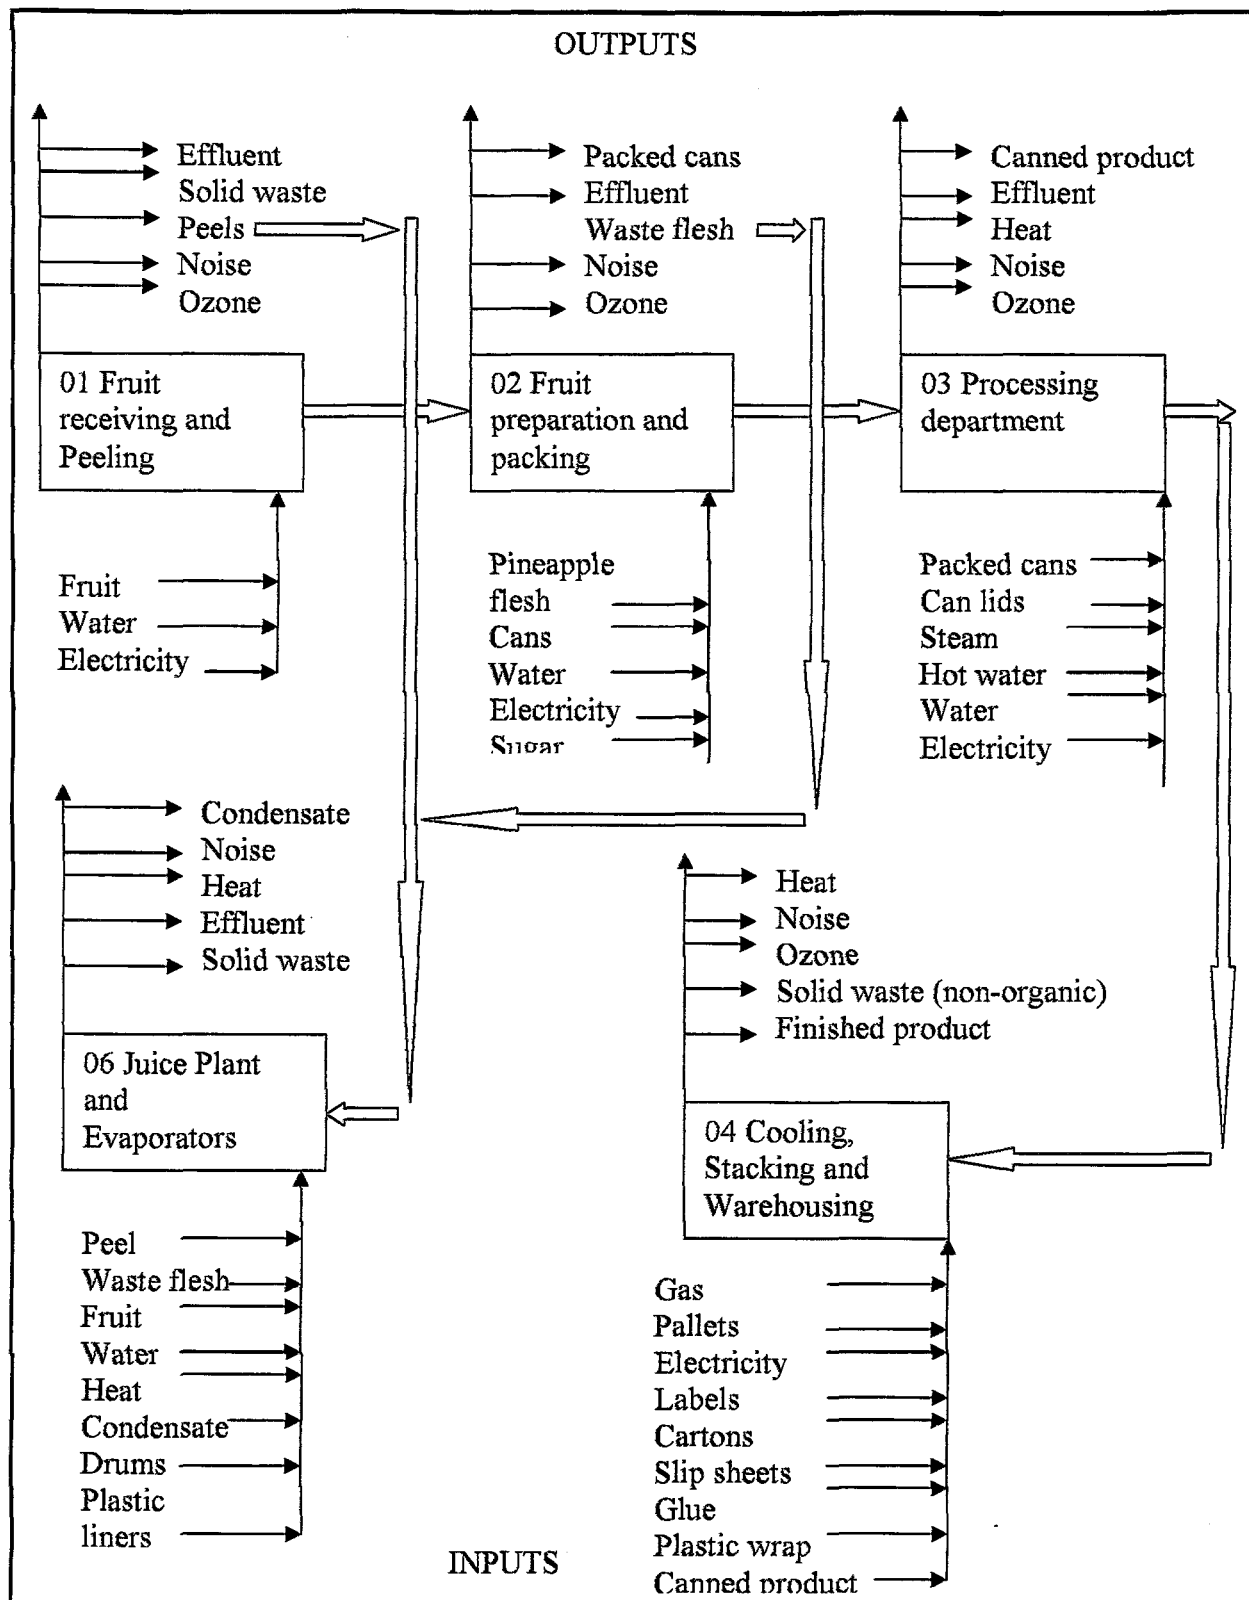 OUTPUTS
Effluent
Solid waste
Peels
Noise
Ozone
Packed cans
Effluent
Waste flesh
Noise
Ozone
Canned product
Effluent
Heat
Noise
Ozone
01 Fruit
receiving and
Peeling
02 Fruit
preparation and
packing
03 Processing
department
Fruit
Water
Electricity
Pineapple
flesh
Cans
Water
Electricity
Sugar
Packed cans
Can lids
Steam
Hot water
Water
Electricity
Condensate
Noise
Heat
Effluent
Solid waste
Heat
Noise
Ozone
Solid waste (non-organic)
Finished product
06 Juice Plant
and
Evaporators
04 Cooling,
Stacking and
Warehousing
Peel
Waste flesh
Fruit
Water
Heat
Condensate
Drums
Plastic
liners
Gas
Pallets
Electricity
Labels
Cartons
Slip sheets
Glue
Plastic wrap
Canned product
INPUTS